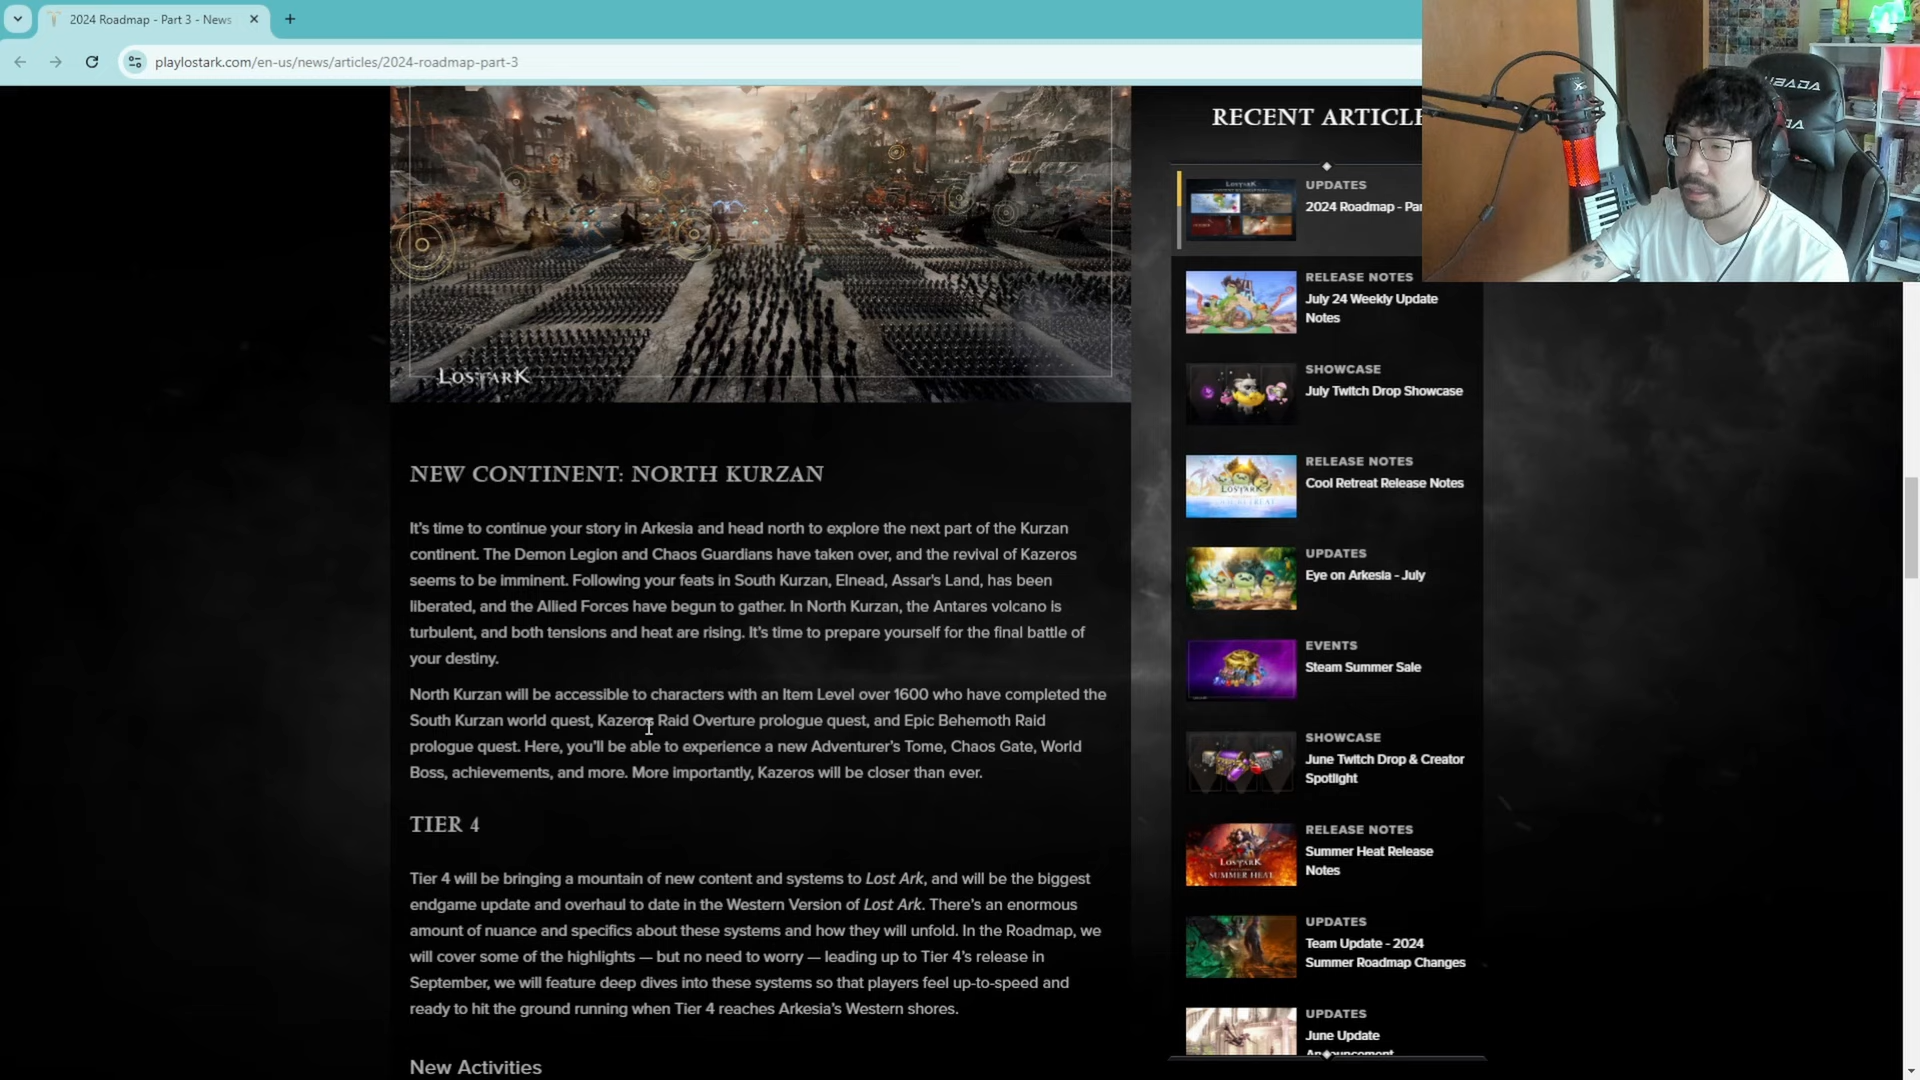 2024 Roadmap - Part 3 - News
playlostark.com/en-us/news/articles/2024-roadmap-part-3
LOST ARK
NEW CONTINENT: NORTH KURZAN
It's time to continue your story in Arkesia and head north to explore the next part of the Kurzan
continent. The Demon Legion and Chaos Guardians have taken over, and the revival of Kazeros
seems to be imminent. Following your feats in South Kurzan, Elnead, Assar's Land, has been
liberated, and the Allied Forces have begun to gather. In North Kurzan, the Antares volcano is
turbulent, and both tensions and heat are rising. It's time to prepare yourself for the final battle of
your destiny.
North Kurzan will be accessible to characters with an Item Level over 1600 who have completed the
South Kurzan world quest, Kazeros Raid Overture prologue quest, and Epic Behemoth Raid
prologue quest. Here, you'll be able to experience a new Adventurer's Tome, Chaos Gate, World
Boss, achievements, and more. More importantly, Kazeros will be closer than ever.
TIER 4
Tier 4 will be bringing a mountain of new content and systems to Lost Ark, and will be the biggest
endgame update and overhaul to date in the Western Version of Lost Ark. There's an enormous
amount of nuance and specifics about these systems and how they will unfold. In the Roadmap, we
will cover some of the highlights — but no need to worry — leading up to Tier 4's release in
September, we will feature deep dives into these systems so that players feel up-to-speed and
ready to hit the ground running when Tier 4 reaches Arkesia's Western shores.
New Activities
RECENT ARTICLE
UPDATES
2024 Roadmap - Par
RELEASE NOTES
July 24 Weekly Update
Notes
SHOWCASE
July Twitch Drop Showcase
RELEASE NOTES
Cool Retreat Release Notes
UPDATES
Eye on Arkesia - July
EVENTS
Steam Summer Sale
SHOWCASE
June Twitch Drop & Creator
Spotlight
RELEASE NOTES
Summer Heat Release
Notes
LOST ARK
SUMMER HEAT
UPDATES
Team Update - 2024
Summer Roadmap Changes
UPDATES
June Update
Announcement